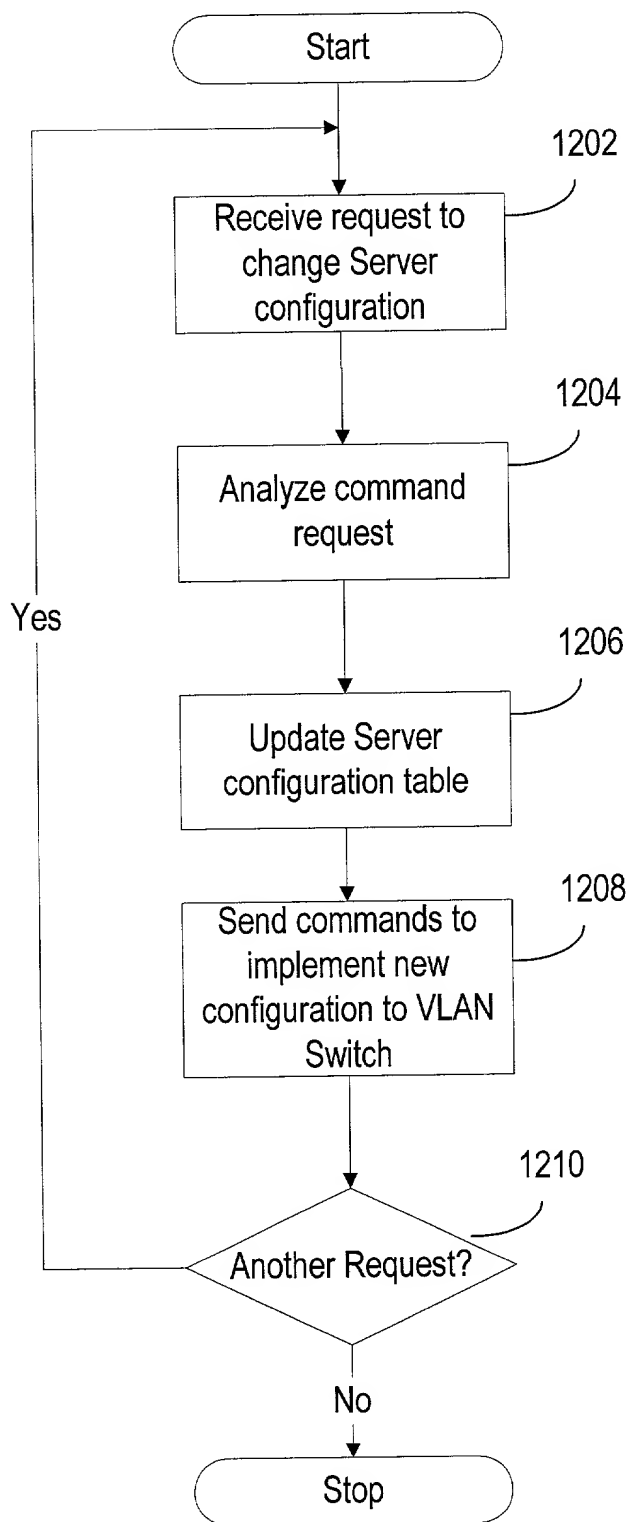 Start
1202
Receive request to
change Server
configuration
1204
Analyze command
request
Yes
1206
Update Server
configuration table
1208
Send commands to
implement new
configuration to VLAN
Switch
1210
Another Request?
No
Stop